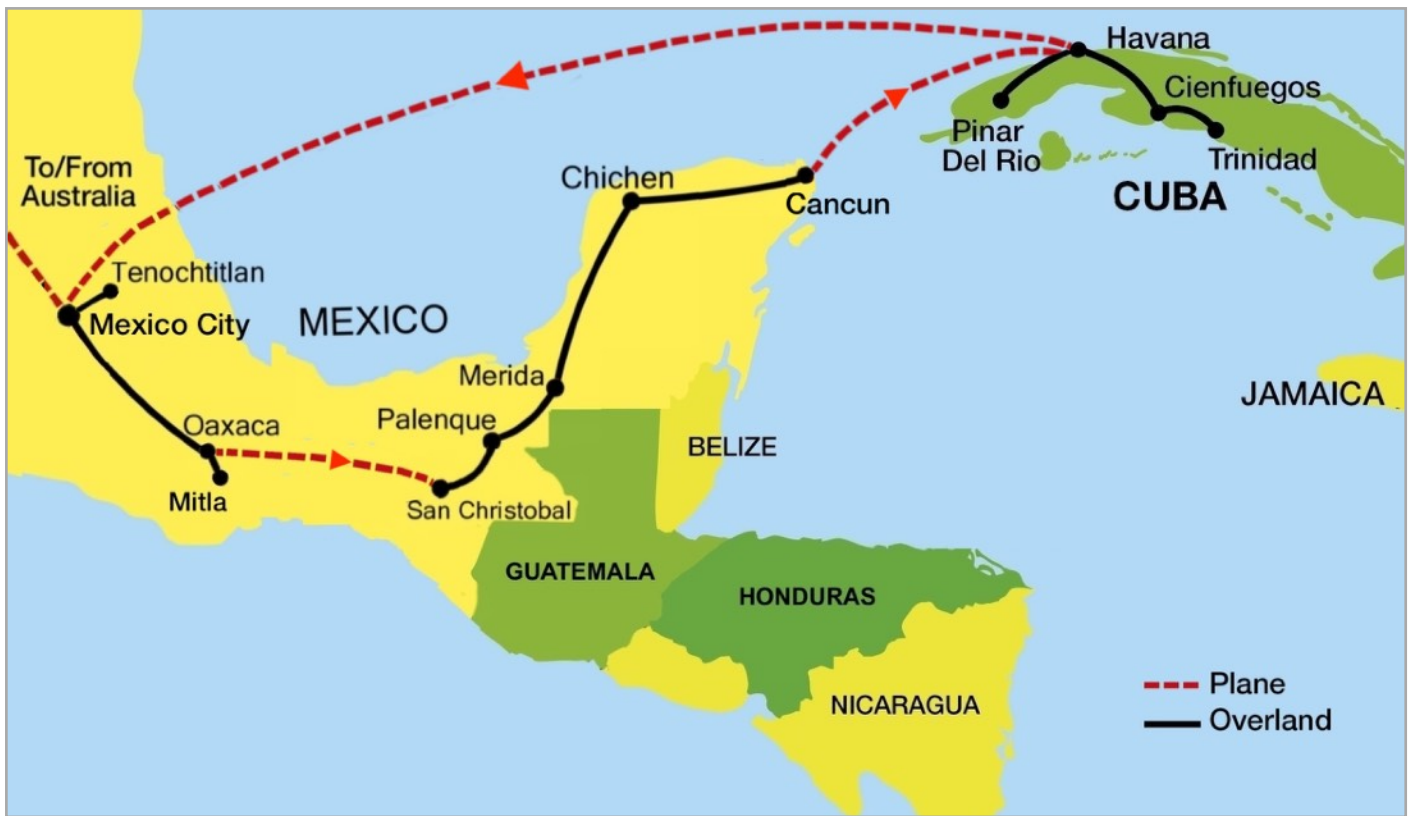 Havana
Cienfuegos
Pinar
Del Rio
Trinidad
CUBA
To/From
Australia
Chichen
Cancun
Tenochtitlan
Mexico City
MEXICO
Merida
Palenque
Oaxaca
Mitla
San Christobal
BELIZE
JAMAICA
GUATEMALA
HONDURAS
NICARAGUA
Plane
Overland